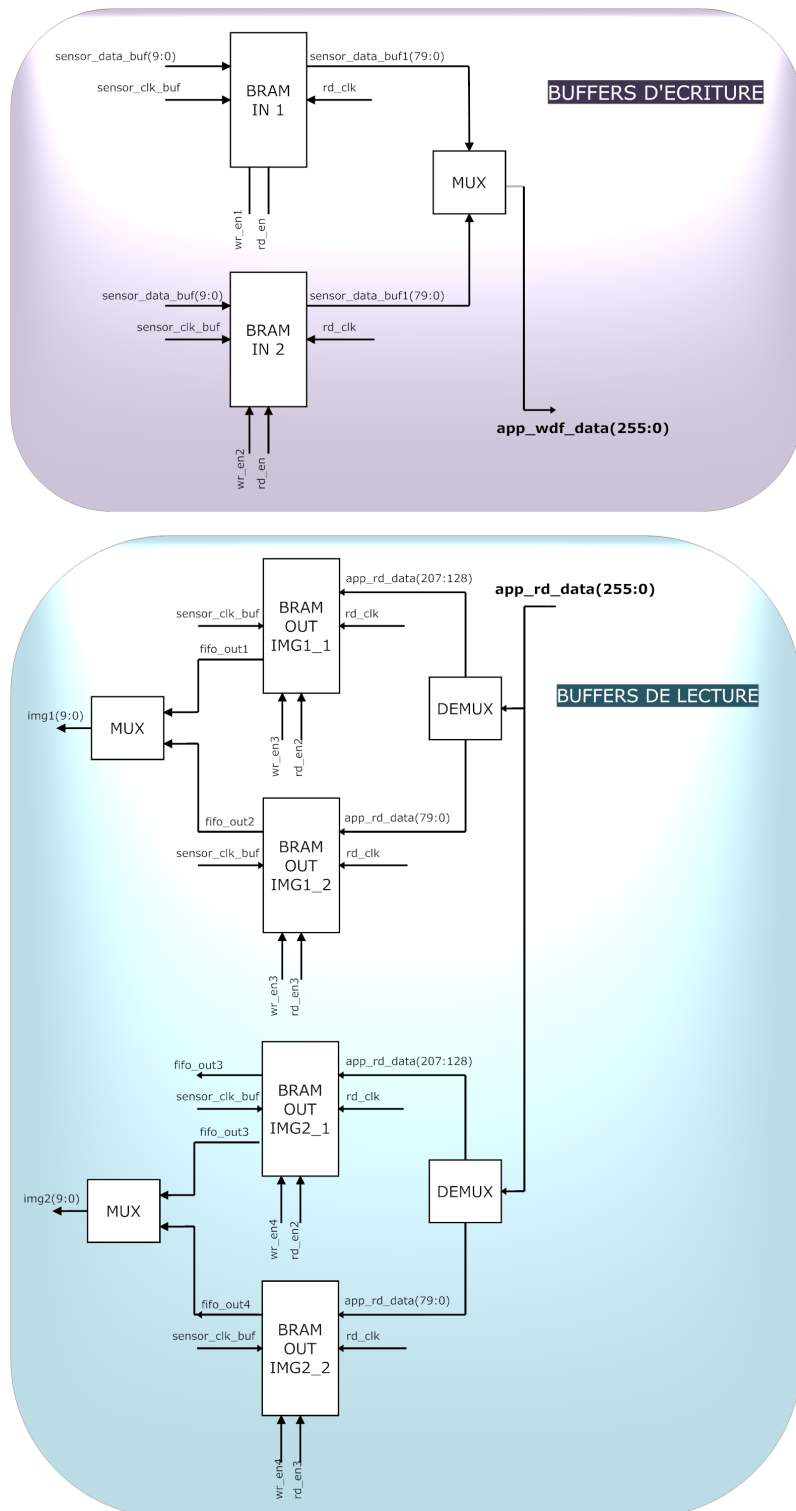 sensor_data_buf(9:0)
sensor_data_buf1(79:0)
sensor_clk_buf
BRAM
IN 1
rd_clk
BUFFERS D'ECRITURE
MUX
wr_en1
rd_en
sensor_data_buf(9:0)
sensor_data_buf1(79:0)
sensor_clk_buf
BRAM
IN 2
rd_clk
wr_en2
rd_en
app_wdf_data(255:0)
app_rd_data(207:128)
app_rd_data(255:0)
sensor_clk_buf
BRAM
OUT
IMG1_1
rd_clk
fifo_out1
BUFFERS DE LECTURE
DEMUX
img1(9:0)
MUX
wr_en3
rd_en2
fifo_out2
app_rd_data(79:0)
sensor_clk_buf
BRAM
OUT
IMG1_2
rd_clk
wr_en3
rd_en3
fifo_out3
app_rd_data(207:128)
sensor_clk_buf
BRAM
OUT
IMG2_1
rd_clk
fifo_out3
DEMUX
img2(9:0)
MUX
wr_en4
rd_en2
fifo_out4
app_rd_data(79:0)
sensor_clk_buf
BRAM
OUT
IMG2_2
rd_clk
wr_en4
rd_en3